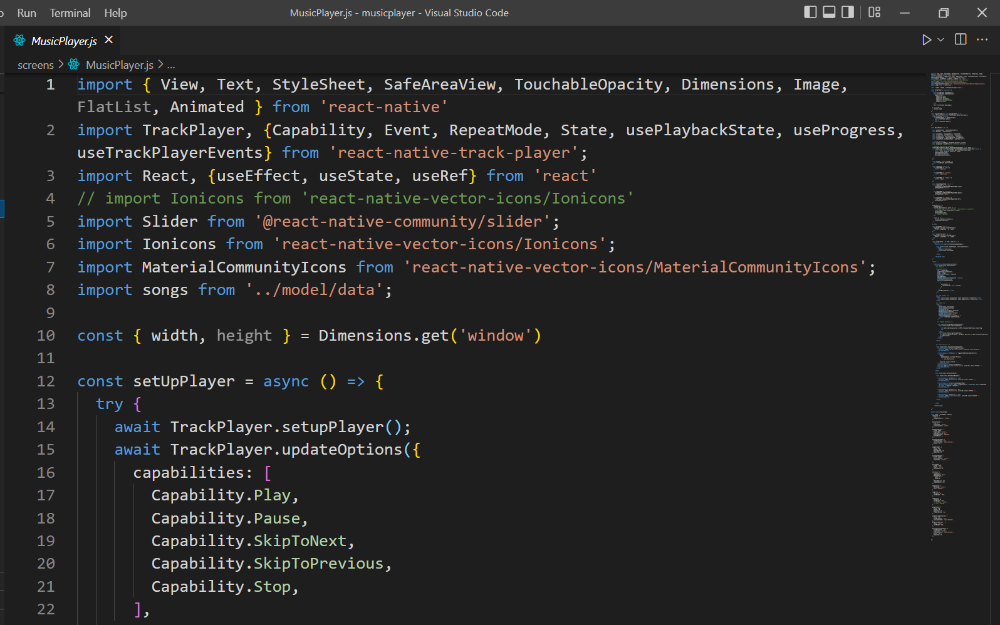 Run Terminal Help MusicPlayer.js - musicplayer - Visual Studio Code
MusicPlayer.js
screens > MusicPlayer.js > ...
1 import { View, Text, StyleSheet, SafeAreaView, TouchableOpacity, Dimensions, Image,
FlatList, Animated } from 'react-native'
2 import TrackPlayer, {Capability, Event, RepeatMode, State, usePlaybackState, useProgress,
useTrackPlayerEvents} from 'react-native-track-player';
3 import React, {useEffect, useState, useRef} from 'react'
4 // import Ionicons from 'react-native-vector-icons/Ionicons'
5 import Slider from '@react-native-community/slider';
6 import Ionicons from 'react-native-vector-icons/Ionicons';
7 import MaterialCommunityIcons from 'react-native-vector-icons/MaterialCommunityIcons';
8 import songs from '../model/data';
9
10 const { width, height } = Dimensions.get('window')
11
12 const setUpPlayer = async () => {
13 try {
14 await TrackPlayer.setupPlayer();
15 await TrackPlayer.updateOptions({
16 capabilities: [
17 Capability.Play,
18 Capability.Pause,
19 Capability.SkipToNext,
20 Capability.SkipToPrevious,
21 Capability.Stop,
22 ],